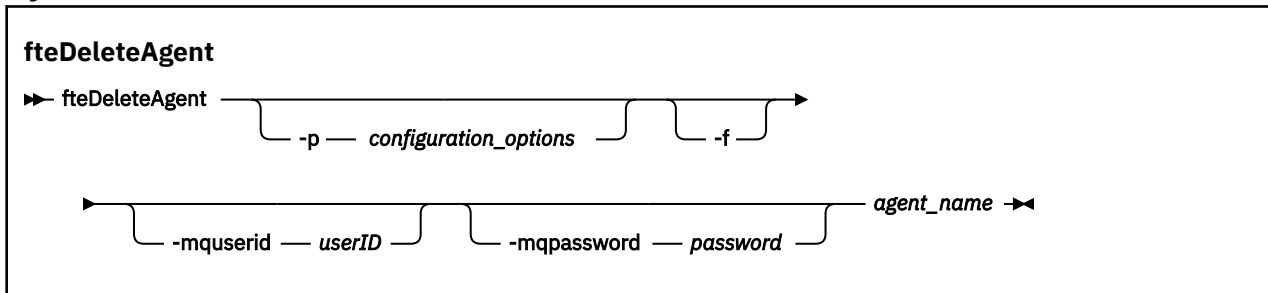 fteDeleteAgent
fteDeleteAgent
-p configuration_options -f
agent_name
-mquserid userID -mqpassword password